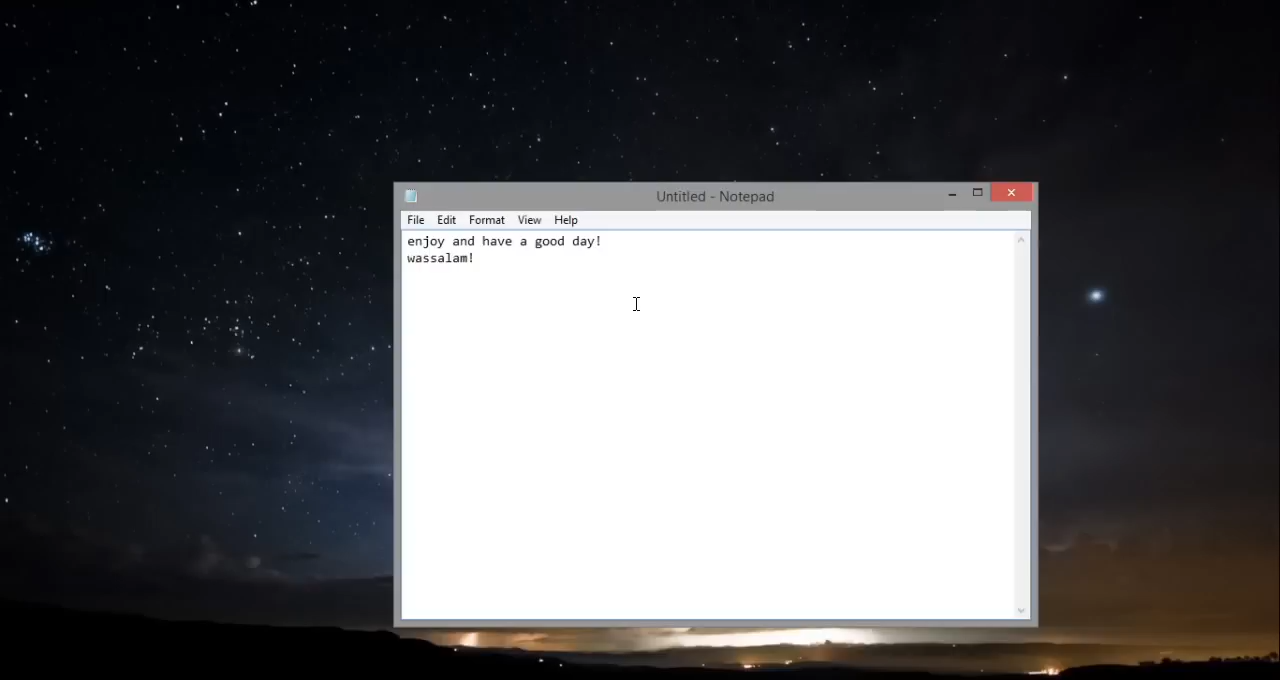 Untitled - Notepad
File Edit Format View Help
enjoy and have a good day!
wassalam!